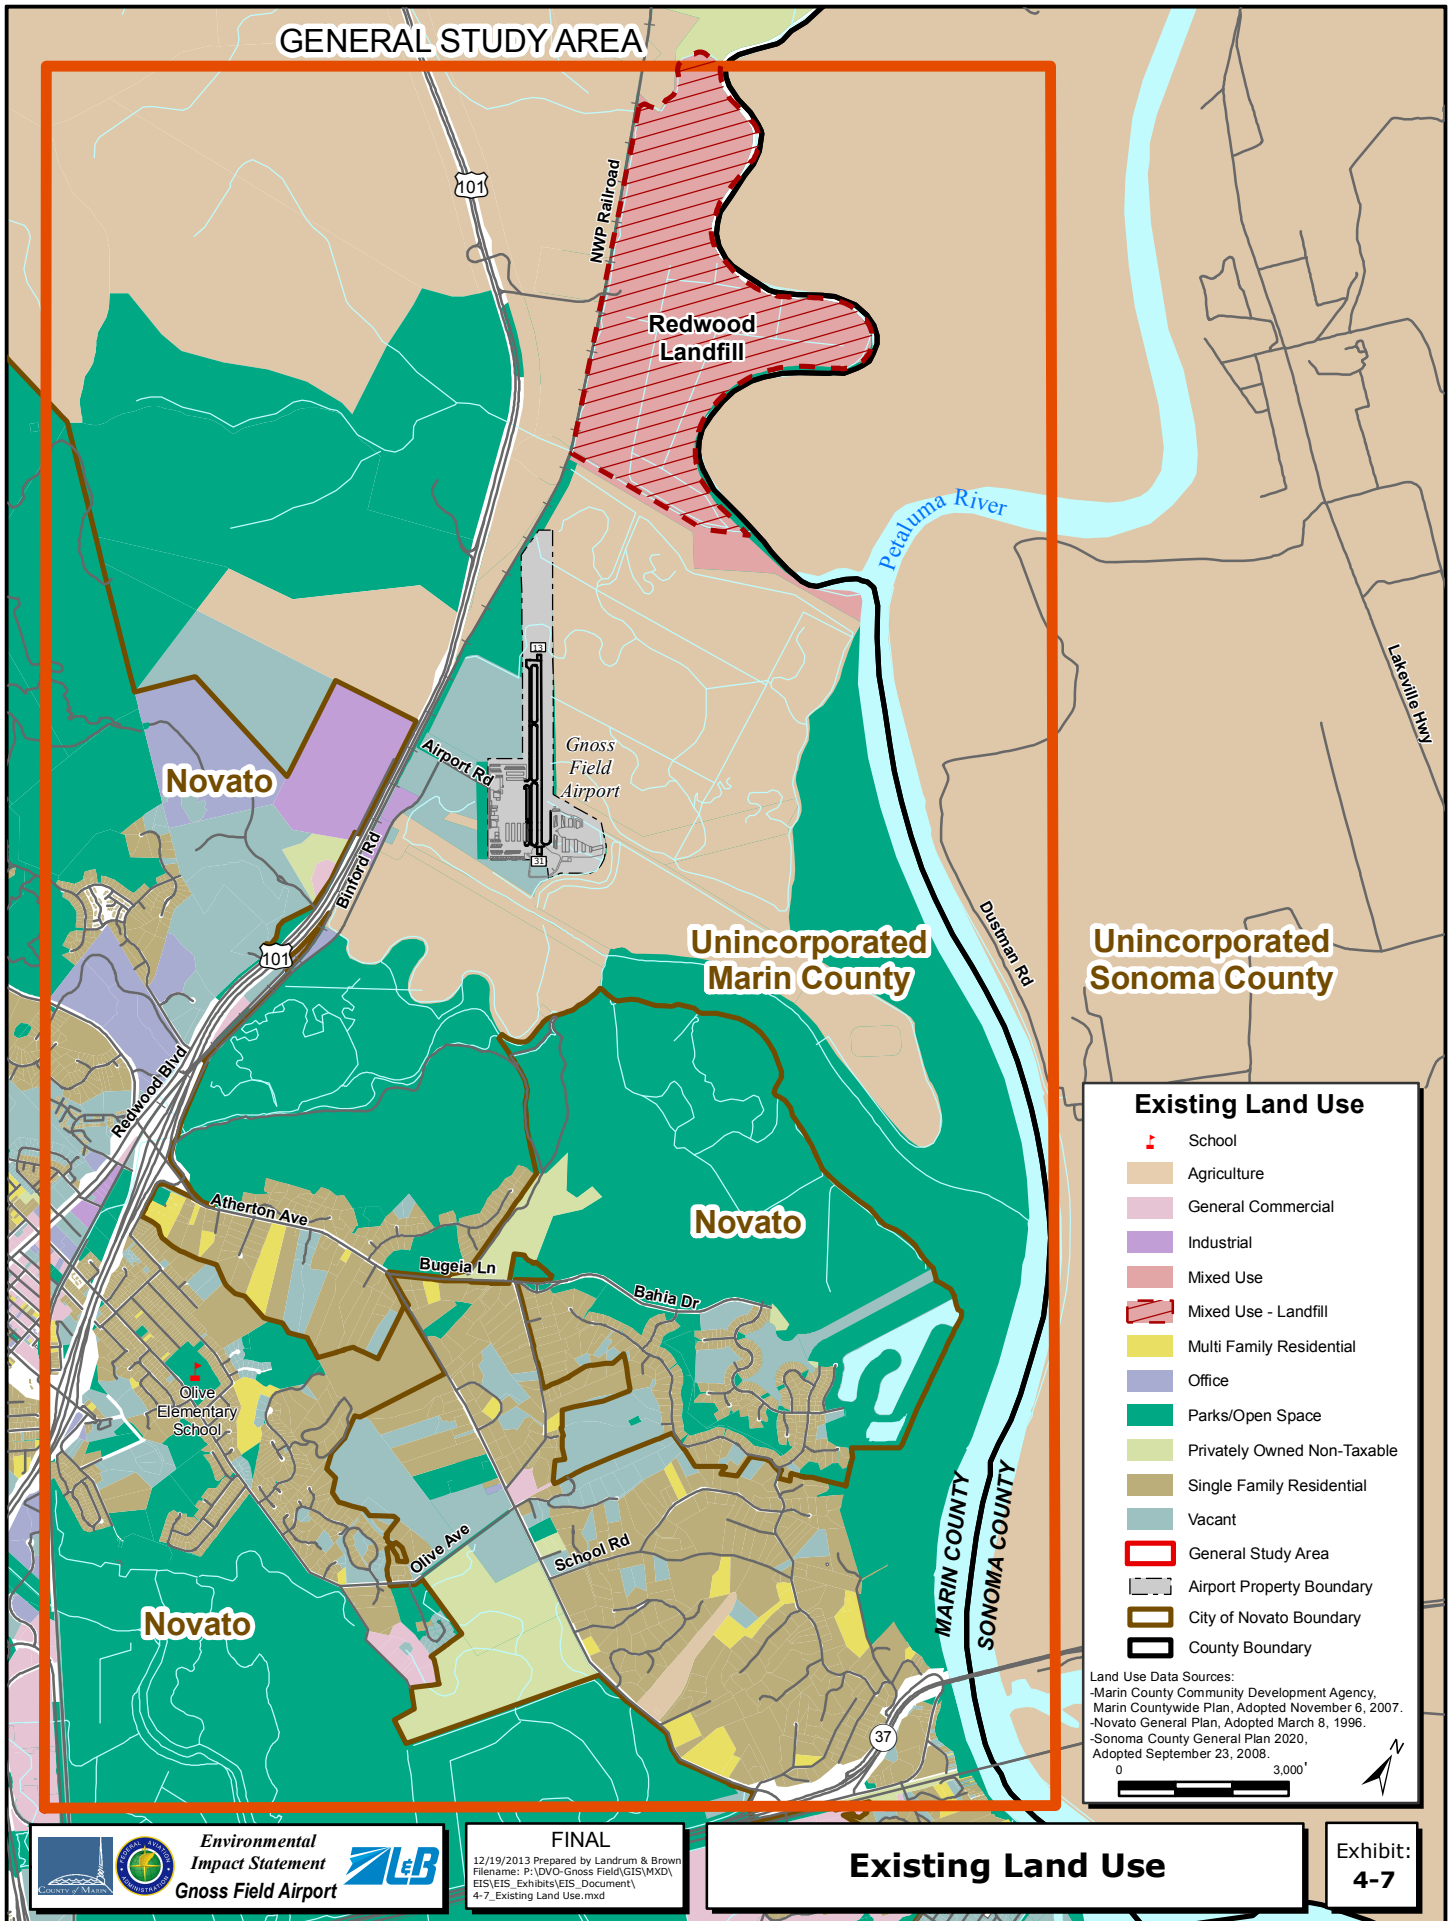 GENERAL STUDY AREA
101
NWP Railroad
Redwood
Landfill
Petaluma River
Lakeville Hwy
13
Gnoss
Field
Airport
Airport Rd
31
Novato
Binford Rd
101
Unincorporated
Marin County
Dustman Rd
Unincorporated
Sonoma County
Redwood Blvd
Atherton Ave
Bugeia Ln
Novato
Bahia Dr
Olive
Elementary
School
Olive Ave
School Rd
MARIN COUNTY
SONOMA COUNTY
Novato
37
Existing Land Use
School
Agriculture
General Commercial
Industrial
Mixed Use
Mixed Use - Landfill
Multi Family Residential
Office
Parks/Open Space
Privately Owned Non-Taxable
Single Family Residential
Vacant
General Study Area
Airport Property Boundary
City of Novato Boundary
County Boundary
Land Use Data Sources:
-Marin County Community Development Agency,
Marin Countywide Plan, Adopted November 6, 2007.
-Novato General Plan, Adopted March 8, 1996.
-Sonoma County General Plan 2020,
Adopted September 23, 2008.
0 3,000'
N
COUNTY OF MARIN
FEDERAL AVIATION
ADMINISTRATION
Environmental
Impact Statement
Gnoss Field Airport
L&B
FINAL
12/19/2013 Prepared by Landrum & Brown
Filename: P:\DVO-Gnoss Field\GIS\MXD\
EIS\EIS_Exhibits\EIS_Document\
4-7_Existing Land Use.mxd
Existing Land Use
Exhibit:
4-7